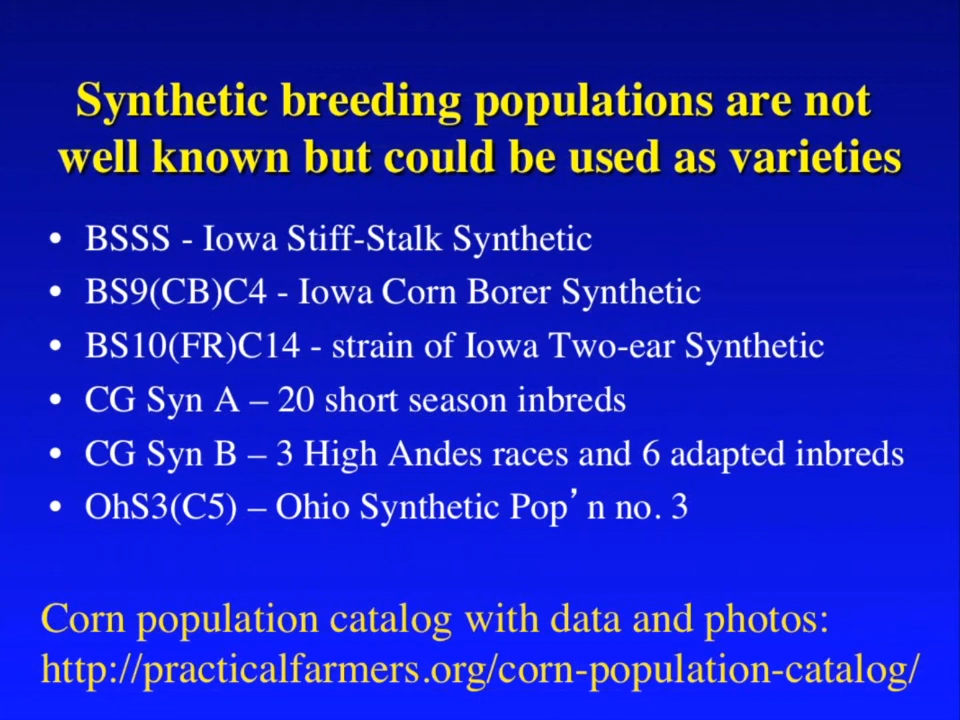 Synthetic breeding populations are not
well known but could be used as varieties
• BSSS - Iowa Stiff-Stalk Synthetic
• BS9(CB)C4 - Iowa Corn Borer Synthetic
• BS10(FR)C14 - strain of Iowa Two-ear Synthetic
• CG Syn A – 20 short season inbreds
• CG Syn B – 3 High Andes races and 6 adapted inbreds
• OhS3(C5) – Ohio Synthetic Pop’n no. 3
Corn population catalog with data and photos:
http://practicalfarmers.org/corn-population-catalog/